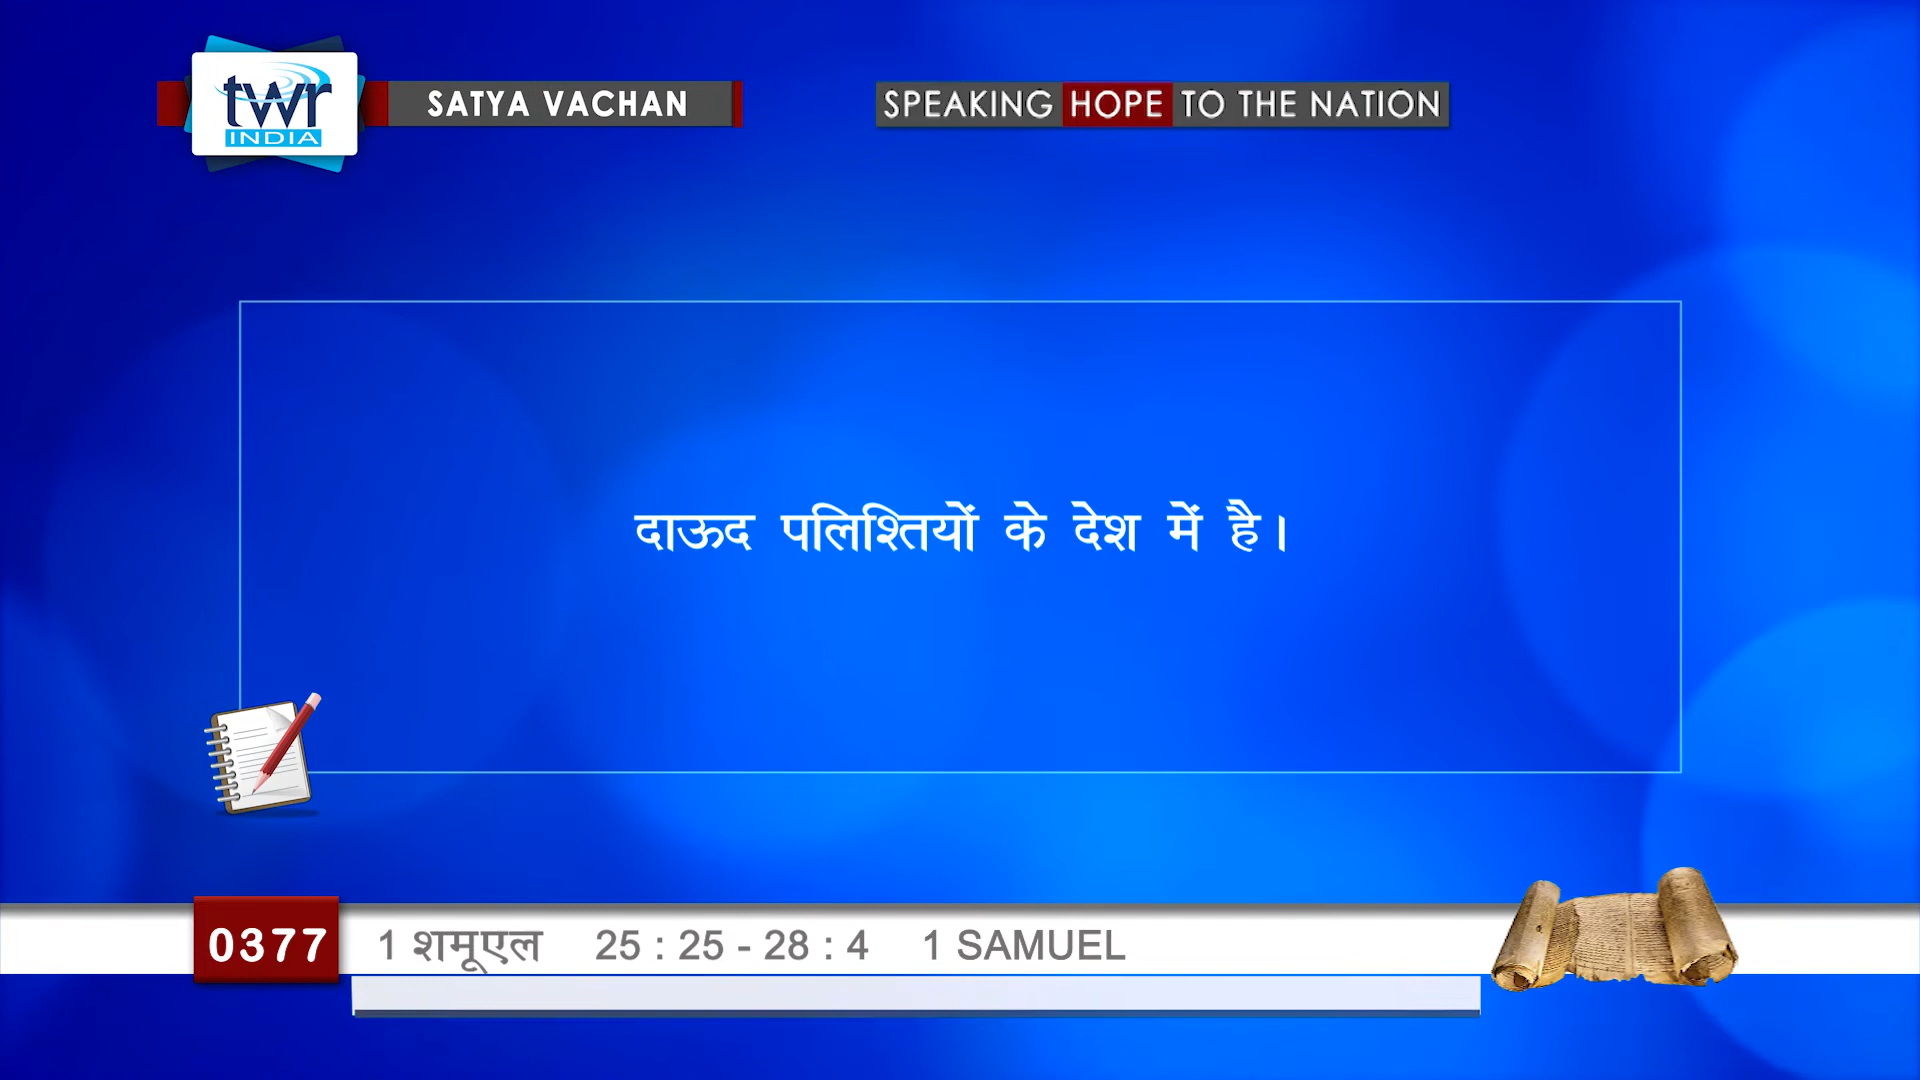 twr
INDIA
SATYA VACHAN
SPEAKING HOPE TO THE NATION
दाऊद पलिश्तियों के देश में है।
0377
1 शमूएल 25 : 25 - 28 : 4 1 SAMUEL